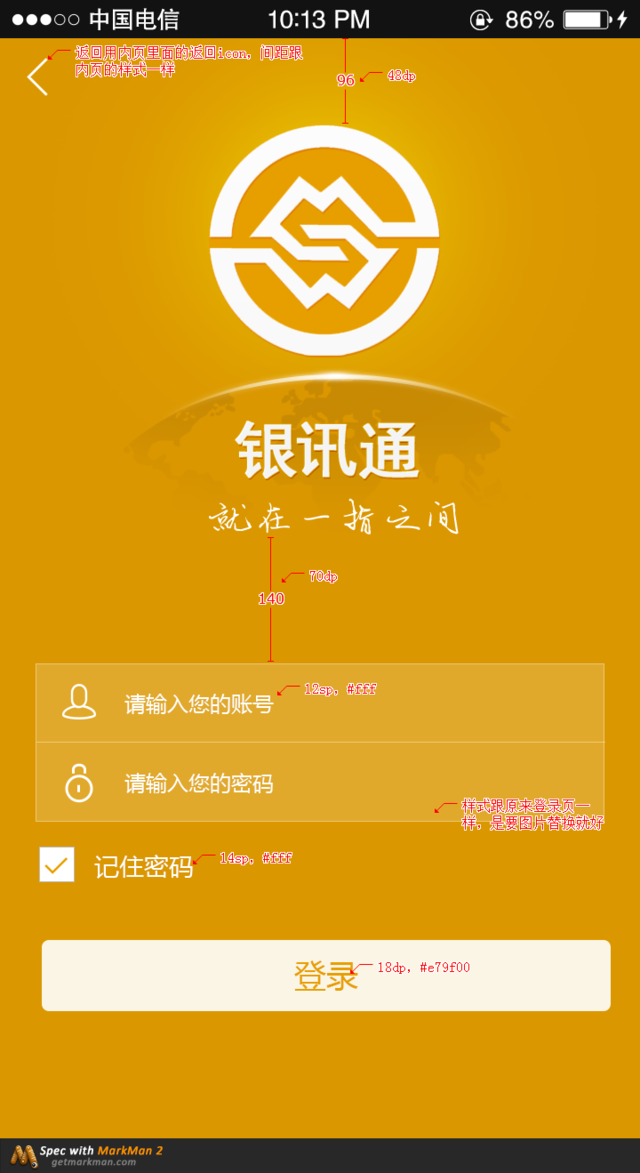 中国电信 10:13 PM 86%
返回用内页里面的返回icon，间距跟
内页的样式一样
96 48dp
银讯通
就在一指之间
70dp
140
请输入您的账号 12sp，#fff
请输入您的密码
样式跟原来登录页一
样，是要图片替换就好
记住密码 14sp，#fff
登录 18dp，#e79f00
Spec with MarkMan 2
getmarkman.com